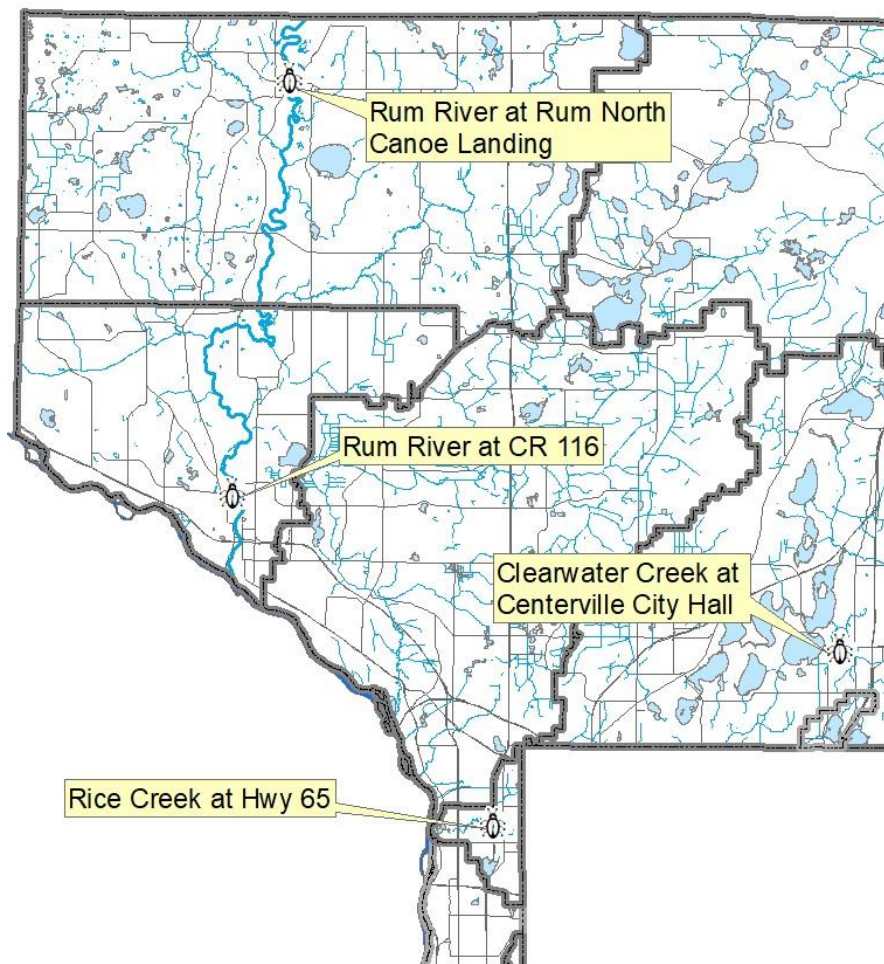 Rum River at Rum North
Canoe Landing
Rum River at CR 116
Clearwater Creek at
Centerville City Hall
Rice Creek at Hwy 65